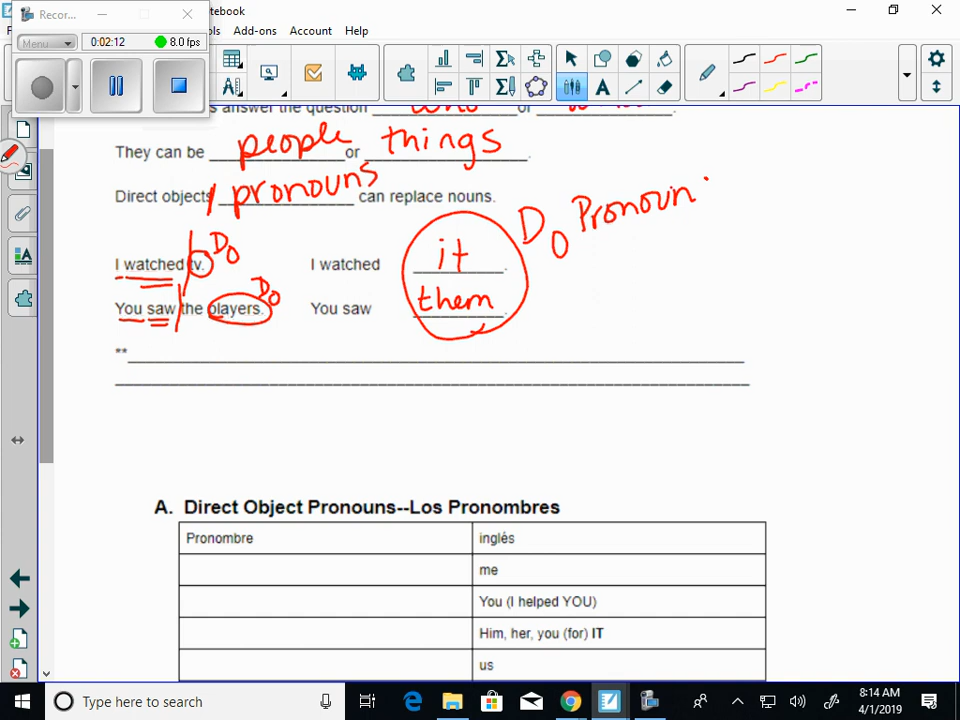 Recor...
otebook
Menu
0:02:12
8.0 fps
ols Add-ons Account Help
s answer the question or
They can be people or things.
Direct objects pronouns can replace nouns.
Do Pronoun
Do
I watched tv. I watched it.
Do
You saw the players. You saw them.
**
A. Direct Object Pronouns--Los Pronombres
Pronombre inglés
me
You (I helped YOU)
Him, her, you (for) IT
us
Type here to search
8:14 AM
4/1/2019